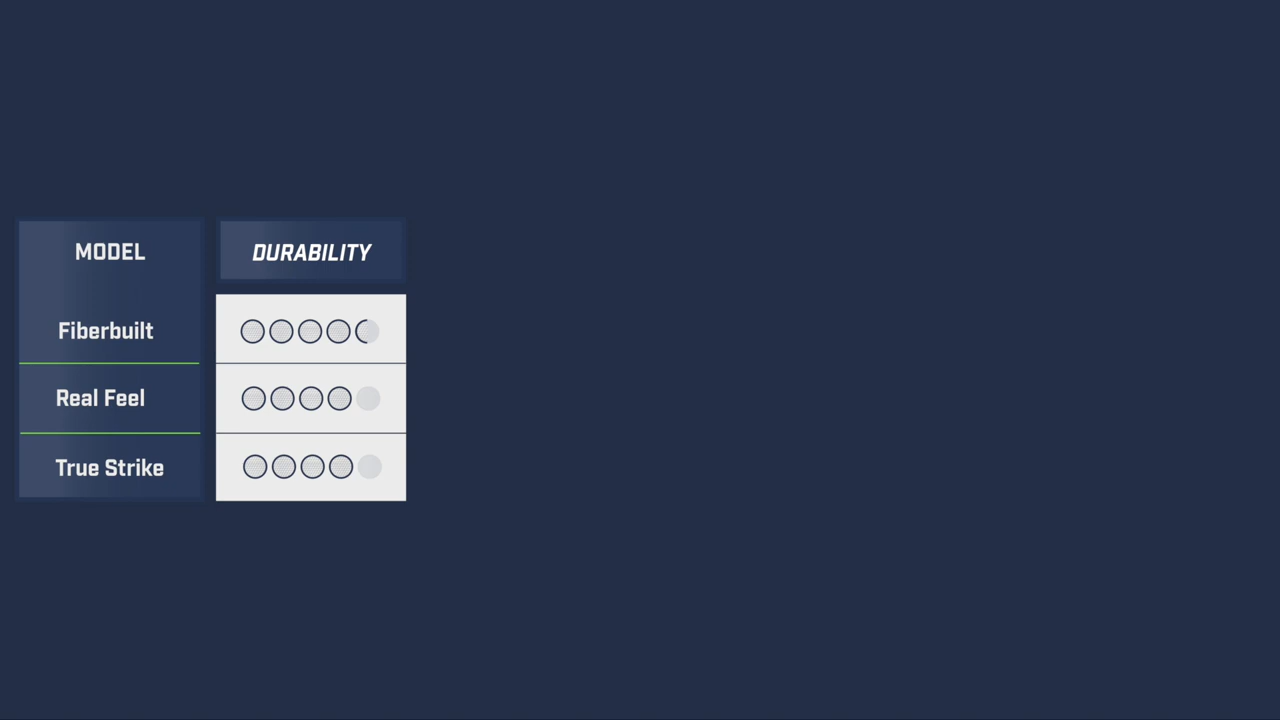 MODEL
DURABILITY
Fiberbuilt
Real Feel
True Strike